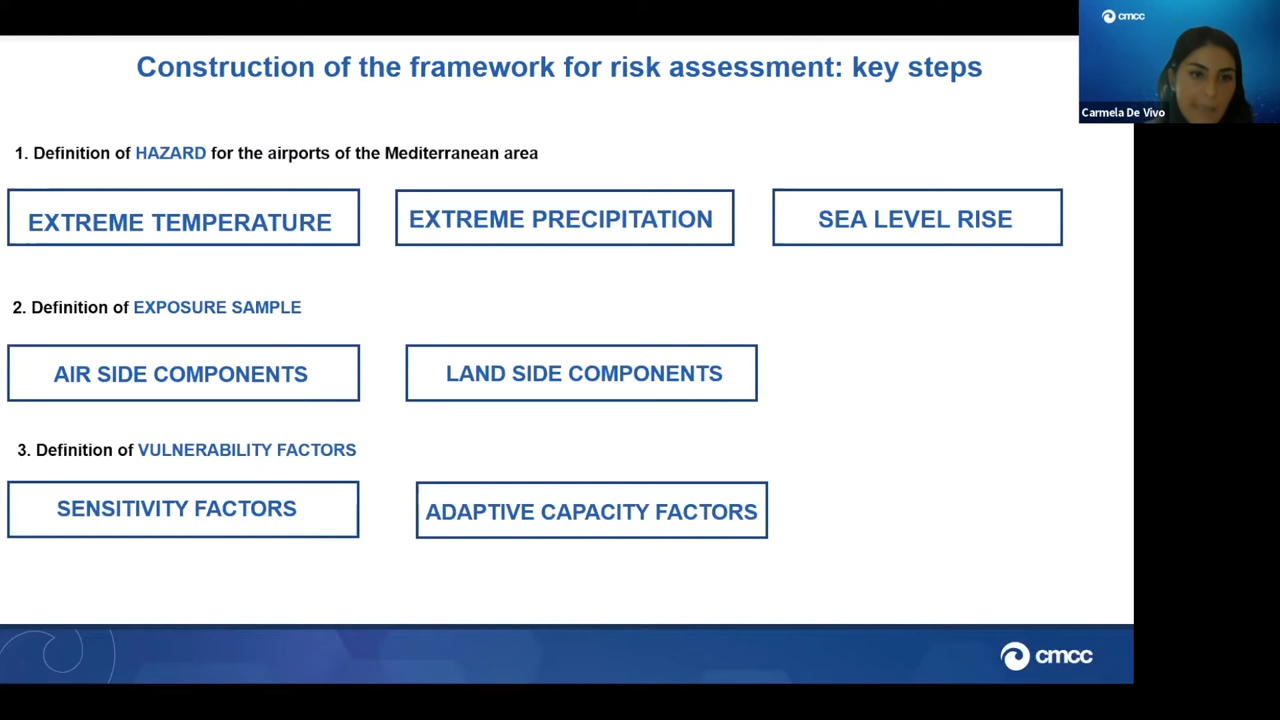 cmcc
Carmela De Vivo
Construction of the framework for risk assessment: key steps
1. Definition of HAZARD for the airports of the Mediterranean area
EXTREME TEMPERATURE
EXTREME PRECIPITATION
SEA LEVEL RISE
2. Definition of EXPOSURE SAMPLE
AIR SIDE COMPONENTS
LAND SIDE COMPONENTS
3. Definition of VULNERABILITY FACTORS
SENSITIVITY FACTORS
ADAPTIVE CAPACITY FACTORS
cmcc